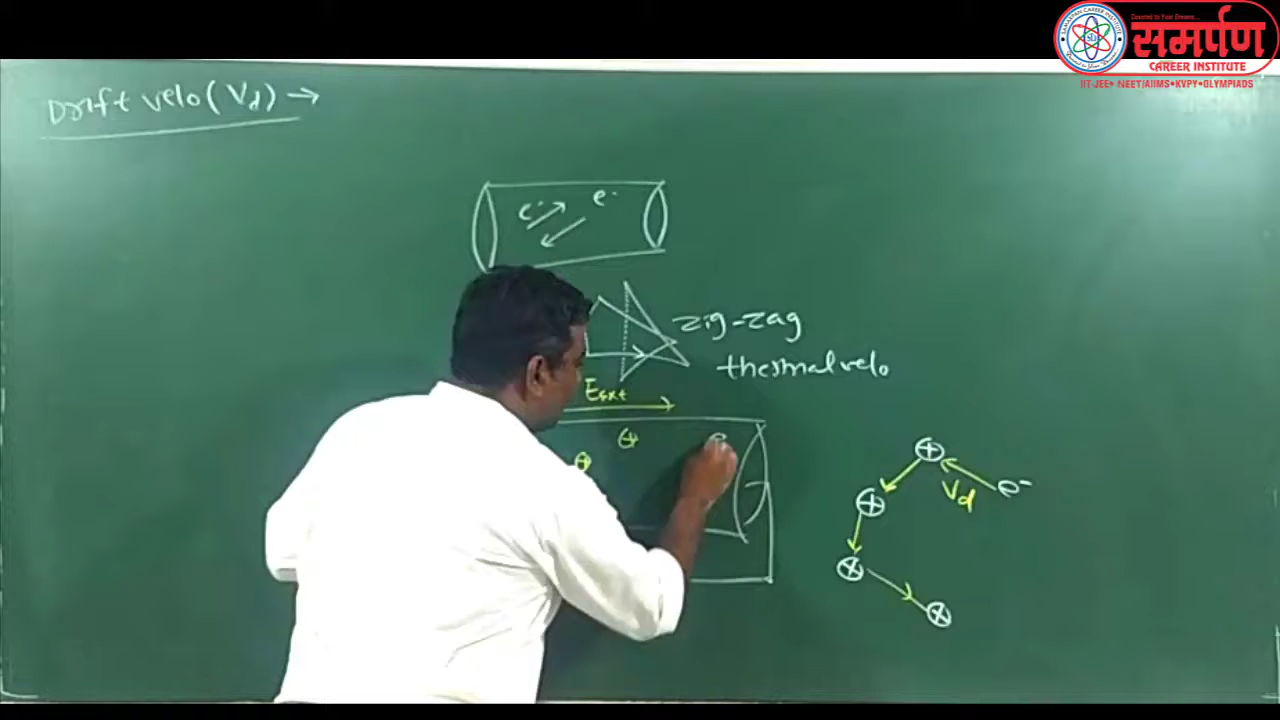 Drift velo (Vd) →
e⁻
e⁻
zig-zag
thermal velo
Eext
e
+
+
+
Vd
e⁻
+
+
+
समर्पण
CAREER INSTITUTE
IIT-JEE• NEET/AIIMS •KVPY•OLYMPIADS